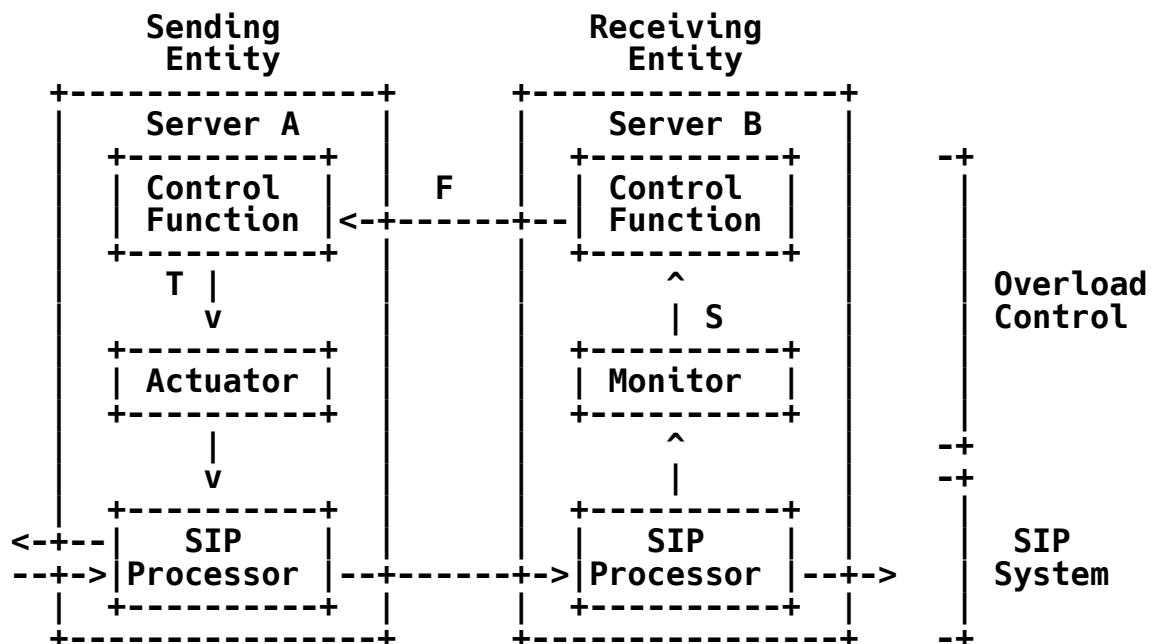 Sending Receiving
Entity Entity
Server A Server B
Control F Control
Function Function
T Overload
S Control
Actuator Monitor
SIP SIP SIP
Processor Processor System